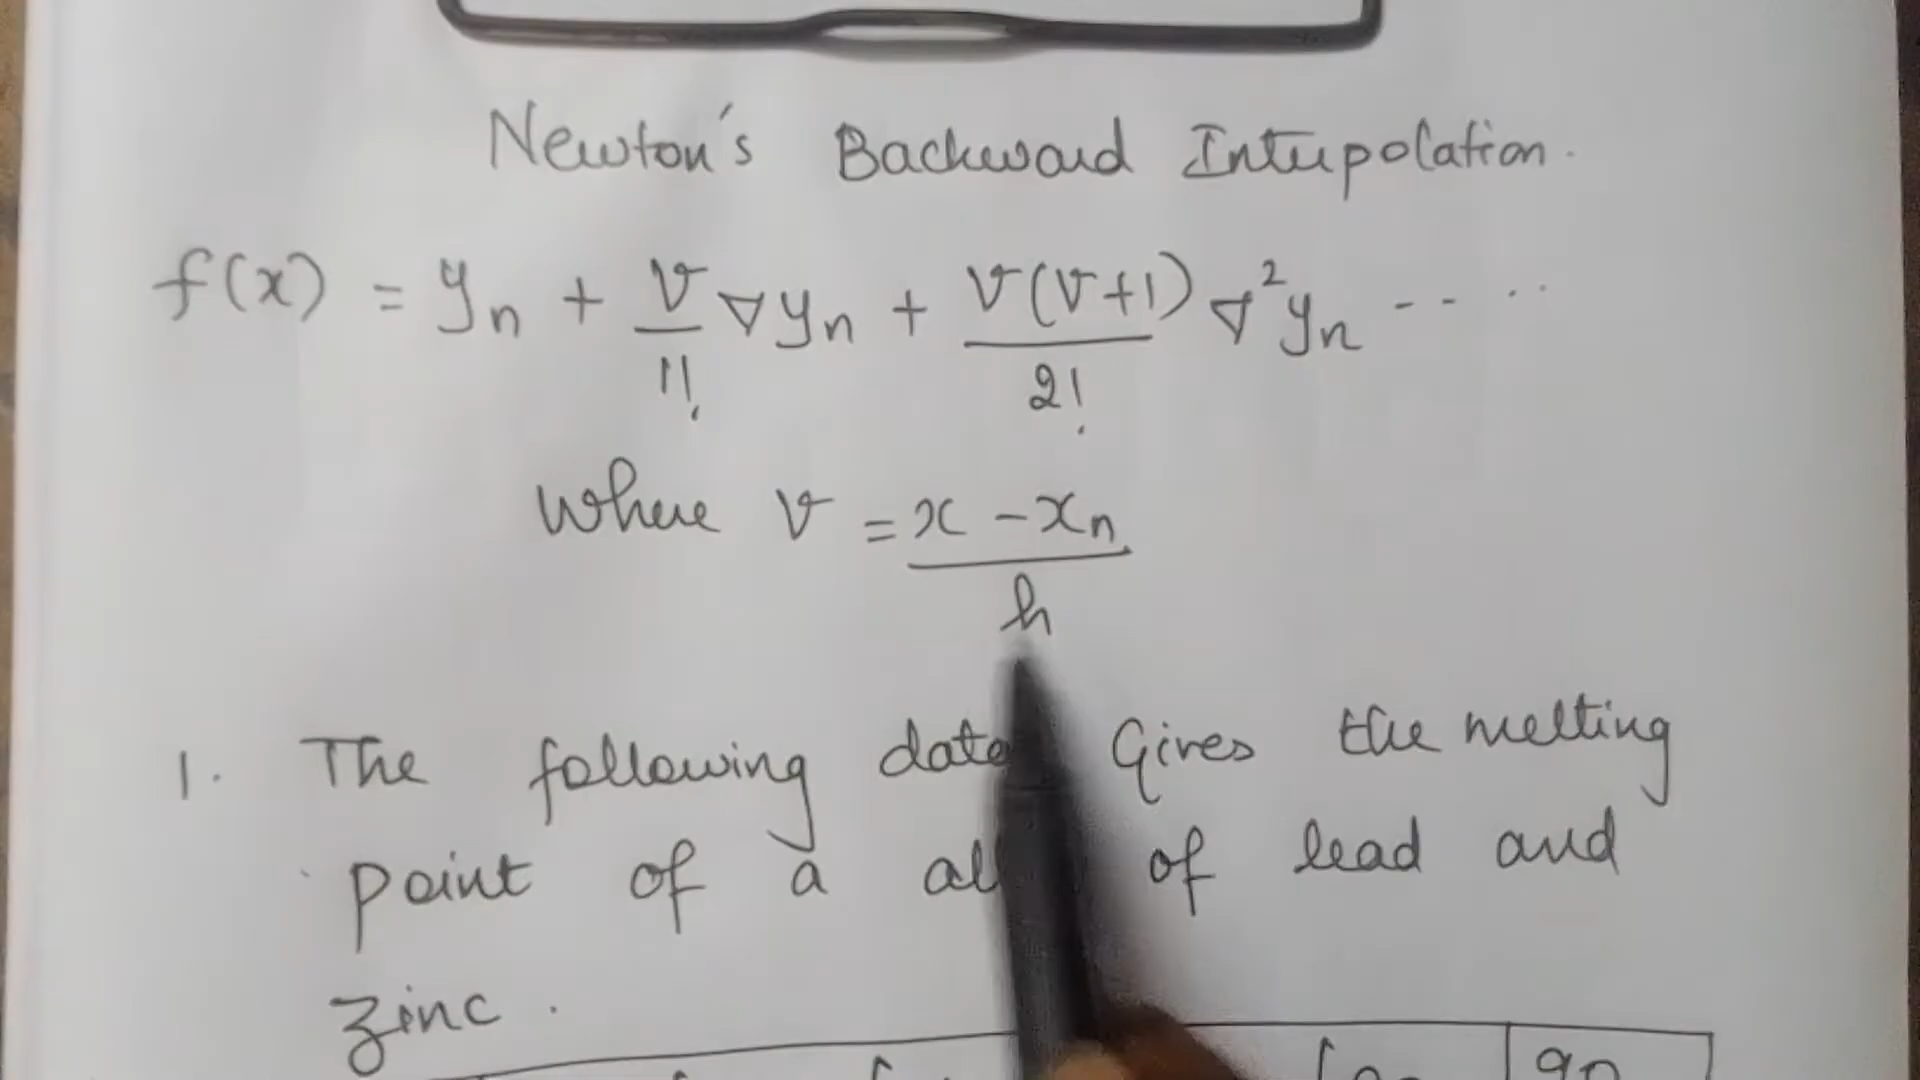 Newton's Backward Interpolation.
f(x) = yₙ + v/1! ∇yₙ + v(v+1)/2! ∇²yₙ -- ··
where v = x - xₙ / h
1. The following data Gives the melting
point of a of lead and
zinc.
90